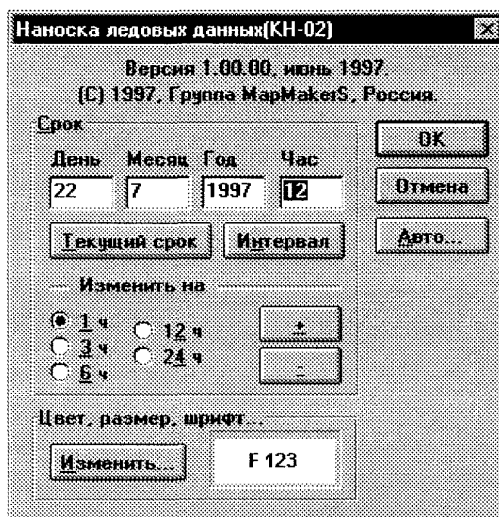 Наноска ледовых данных(КН-02)
Версия 1.00.00, июнь 1997.
(C) 1997, Группа MapMakerS, Россия.
Срок
День Месяц Год Час
22 7 1997 12
OK
Отмена
Авто...
Текущий срок Интервал
Изменить на
1 ч 12 ч +
3 ч 24 ч
6 ч -
Цвет, размер, шрифт...
Изменить... F 123